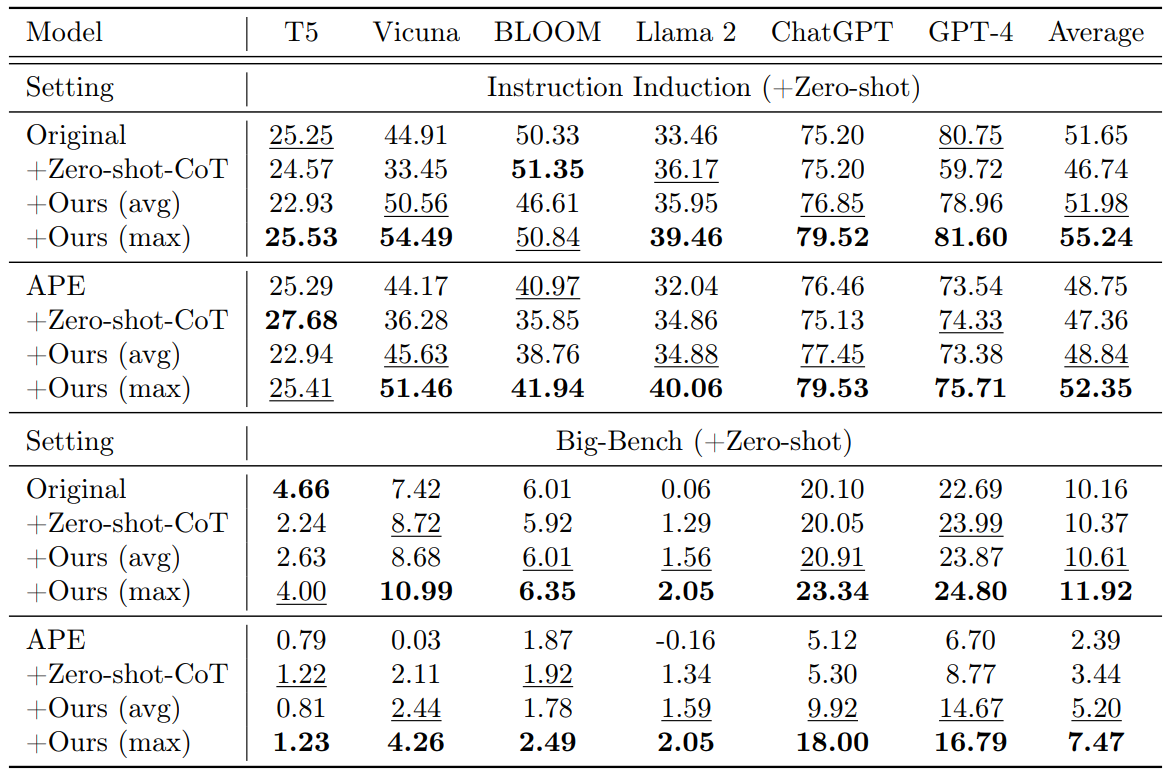 Model T5 Vicuna BLOOM Llama 2 ChatGPT GPT-4 Average
Setting Instruction Induction (+Zero-shot)
Original 25.25 44.91 50.33 33.46 75.20 80.75 51.65
+Zero-shot-CoT 24.57 33.45 51.35 36.17 75.20 59.72 46.74
+Ours (avg) 22.93 50.56 46.61 35.95 76.85 78.96 51.98
+Ours (max) 25.53 54.49 50.84 39.46 79.52 81.60 55.24
APE 25.29 44.17 40.97 32.04 76.46 73.54 48.75
+Zero-shot-CoT 27.68 36.28 35.85 34.86 75.13 74.33 47.36
+Ours (avg) 22.94 45.63 38.76 34.88 77.45 73.38 48.84
+Ours (max) 25.41 51.46 41.94 40.06 79.53 75.71 52.35
Setting Big-Bench (+Zero-shot)
Original 4.66 7.42 6.01 0.06 20.10 22.69 10.16
+Zero-shot-CoT 2.24 8.72 5.92 1.29 20.05 23.99 10.37
+Ours (avg) 2.63 8.68 6.01 1.56 20.91 23.87 10.61
+Ours (max) 4.00 10.99 6.35 2.05 23.34 24.80 11.92
APE 0.79 0.03 1.87 -0.16 5.12 6.70 2.39
+Zero-shot-CoT 1.22 2.11 1.92 1.34 5.30 8.77 3.44
+Ours (avg) 0.81 2.44 1.78 1.59 9.92 14.67 5.20
+Ours (max) 1.23 4.26 2.49 2.05 18.00 16.79 7.47